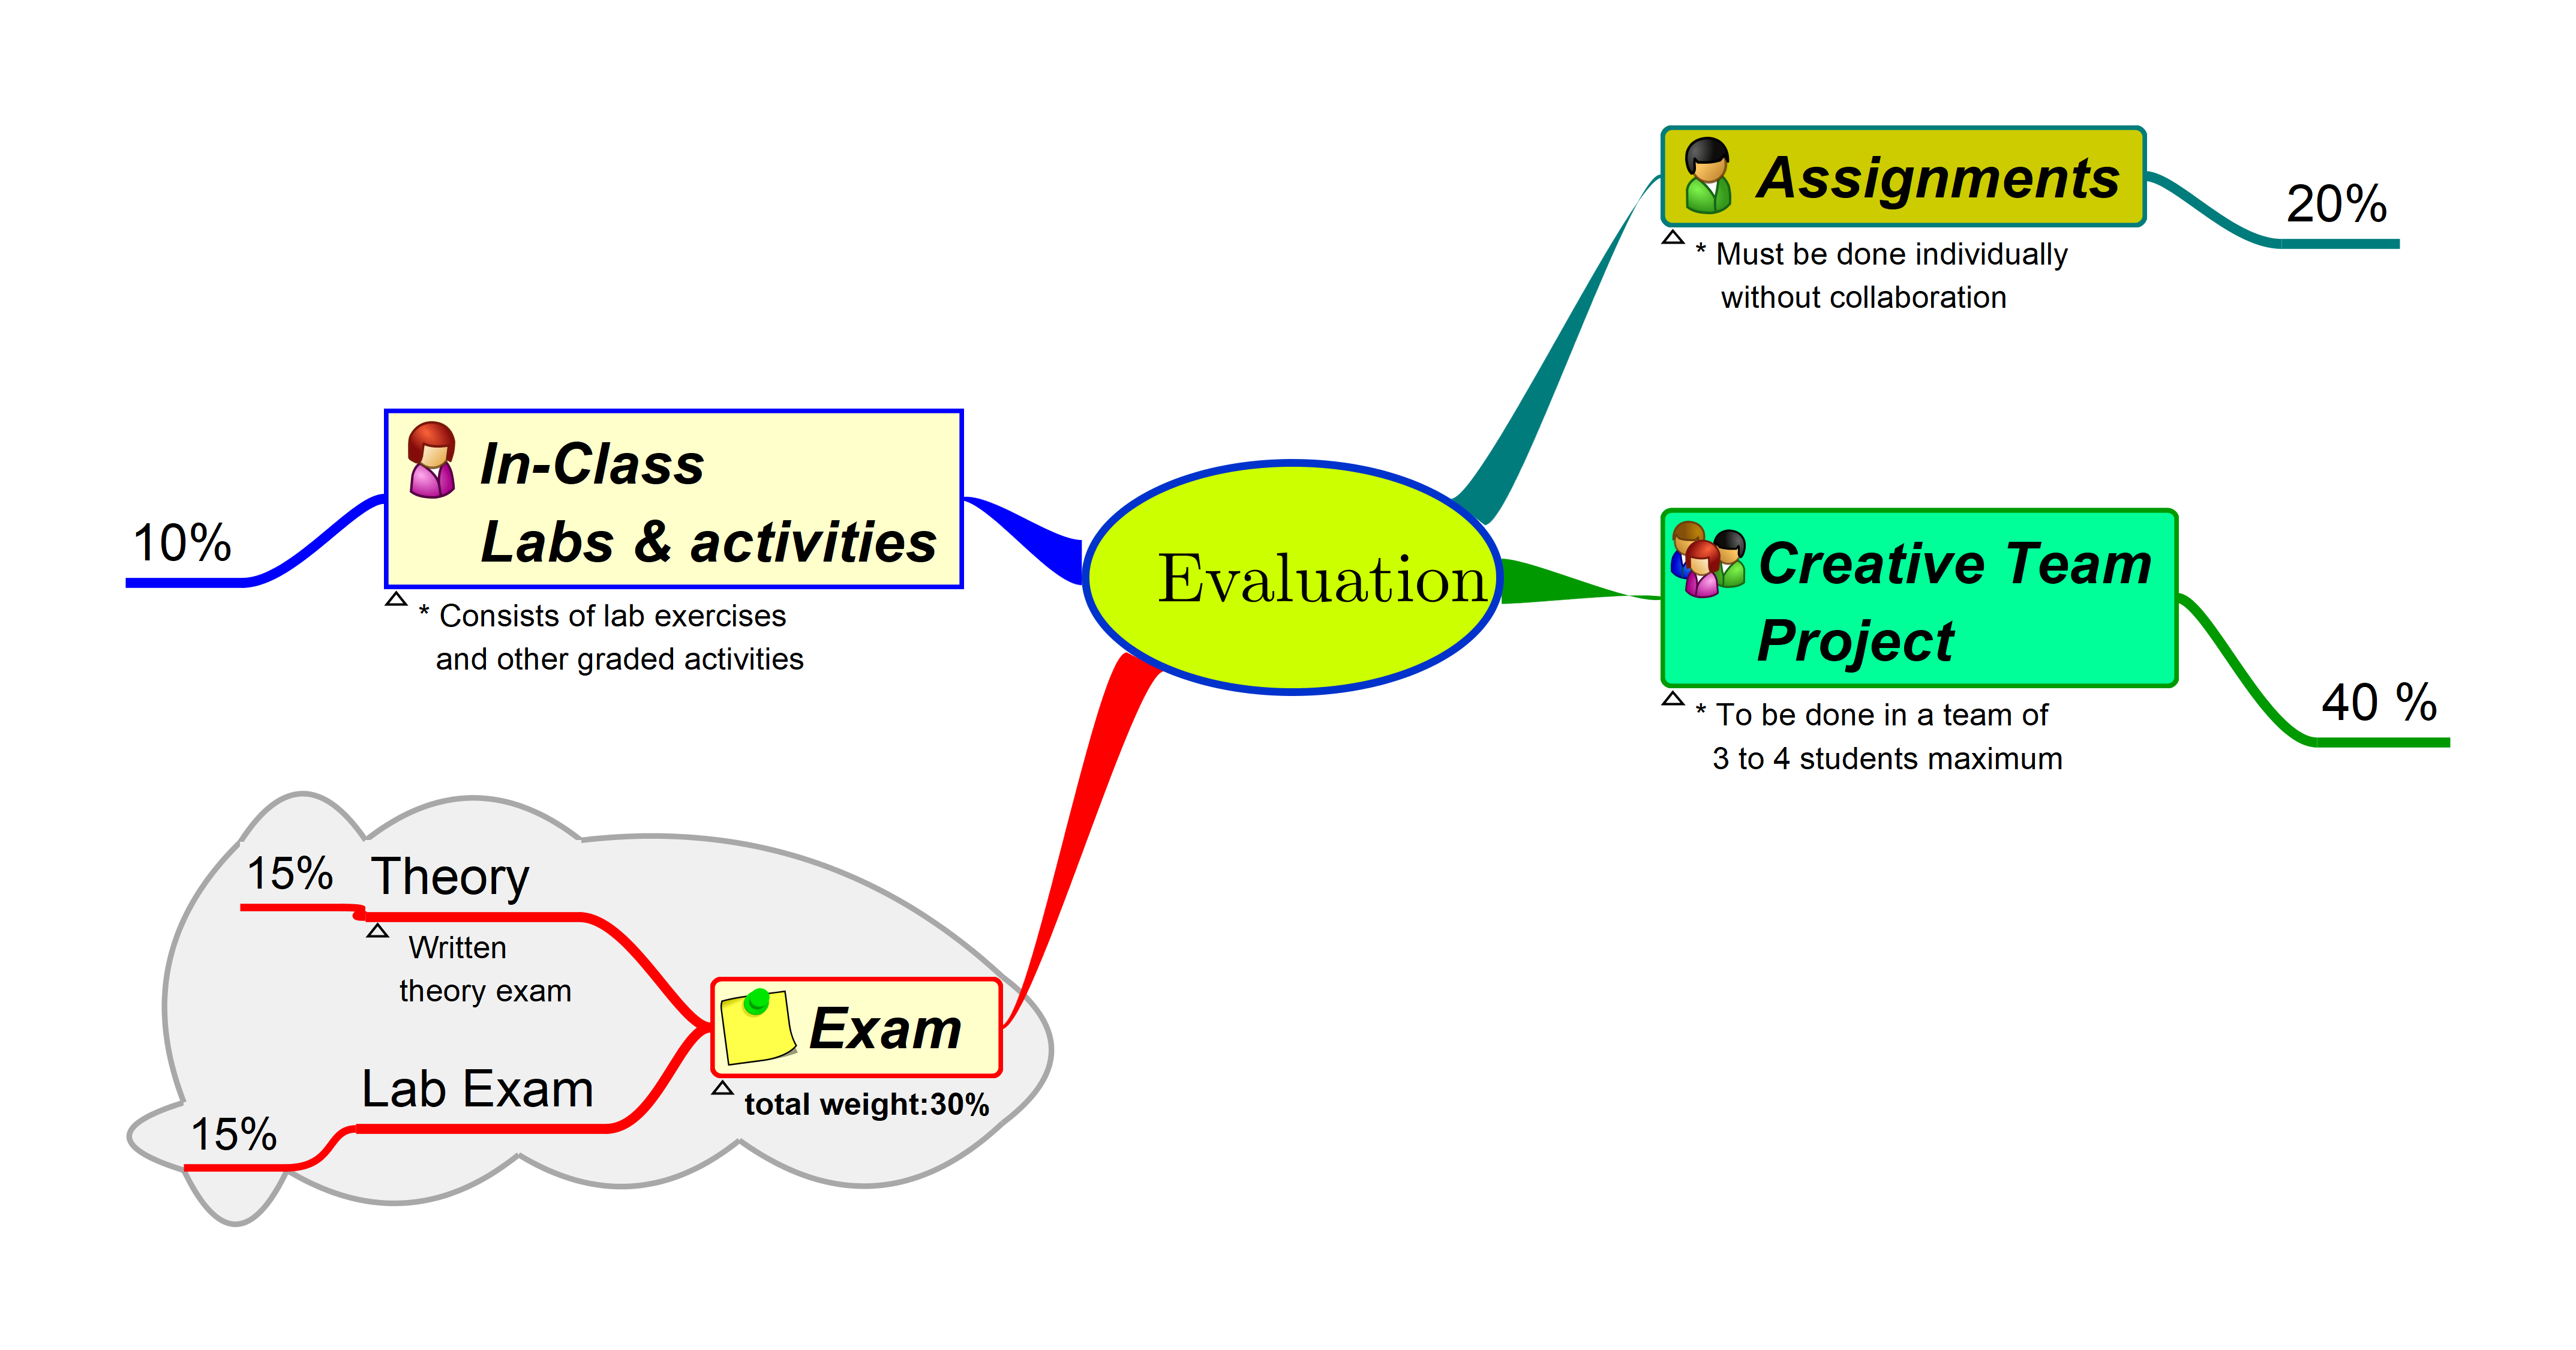 Evaluation
Assignments
* Must be done individually
without collaboration
20%
Creative Team
Project
* To be done in a team of
3 to 4 students maximum
40 %
In-Class
Labs & activities
* Consists of lab exercises
and other graded activities
10%
Exam
total weight:30%
Theory
Written
theory exam
15%
Lab Exam
15%